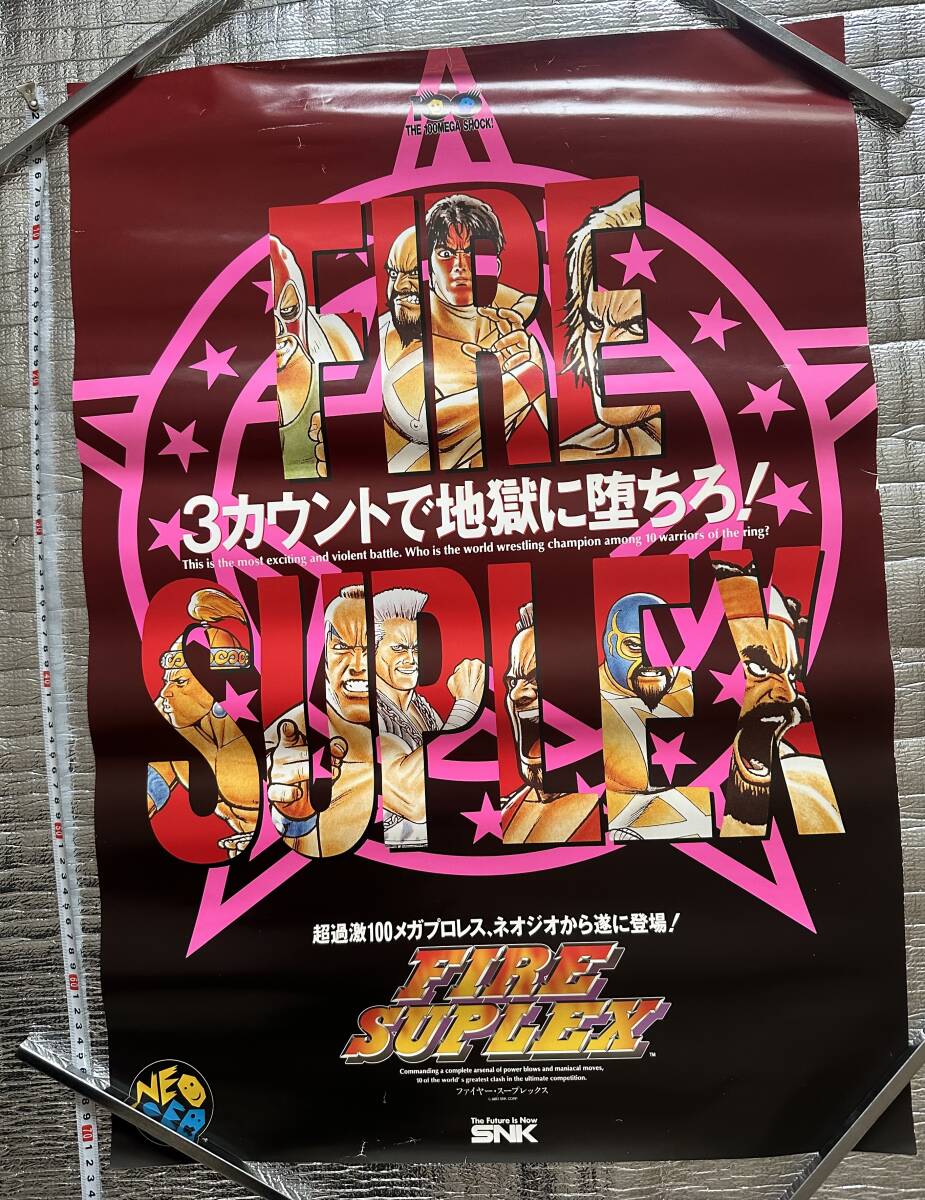 100
THE 100MEGA SHOCK!
FIRE
3カウントで地獄に堕ちろ!
This is the most exciting and violent battle. Who is the world wrestling champion among 10 warriors of the ring?
SUPLEX
超過激100メガプロレス、ネオジオから遂に登場!
FIRE
SUPLEX™
Commanding a complete arsenal of power blows and maniacal moves,
10 of the world's greatest clash in the ultimate competition.
ファイヤー・スープレックス
NEO
GEO
The Future Is Now
SNK